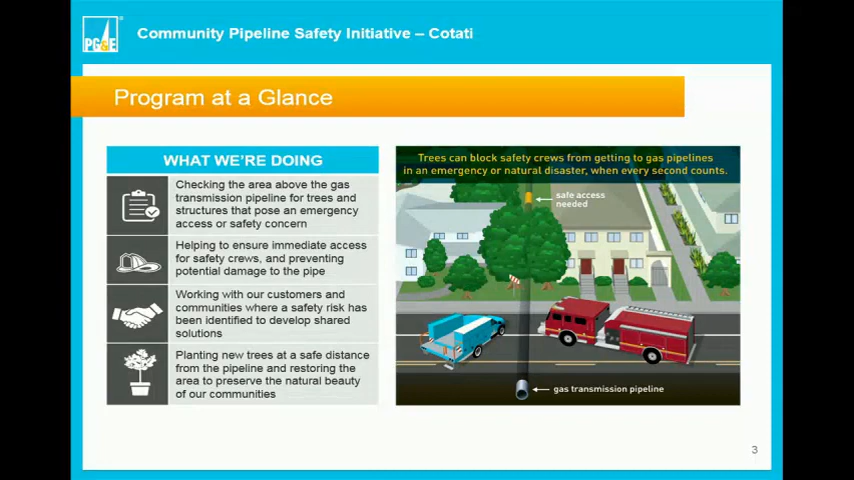 PG&E
Community Pipeline Safety Initiative – Cotati
Program at a Glance
WHAT WE'RE DOING
Checking the area above the gas
transmission pipeline for trees and
structures that pose an emergency
access or safety concern
Helping to ensure immediate access
for safety crews, and preventing
potential damage to the pipe
Working with our customers and
communities where a safety risk has
been identified to develop shared
solutions
Planting new trees at a safe distance
from the pipeline and restoring the
area to preserve the natural beauty
of our communities
Trees can block safety crews from getting to gas pipelines
in an emergency or natural disaster, when every second counts.
safe access
needed
gas transmission pipeline
3